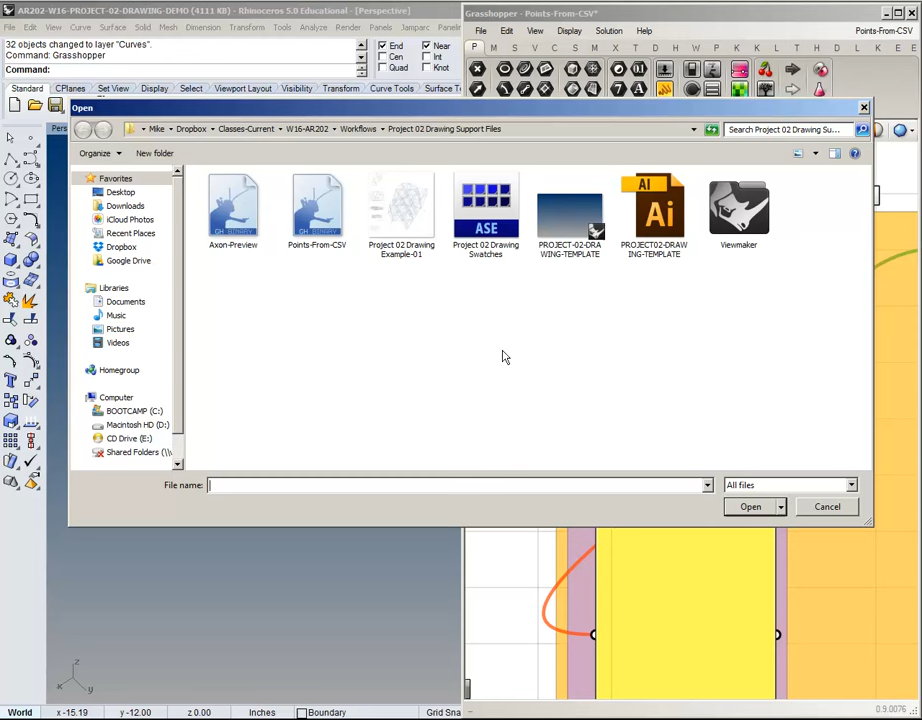 AR202-W16-PROJECT-02-DRAWING-DEMO (4111 KB) - Rhinoceros 5.0 Educational - [Perspective]
File Edit View Curve Surface Solid Mesh Dimension Transform Tools Analyze Render Panels Jamparc
32 objects changed to layer "Curves".
Command: Grasshopper
Command:
End Near
Cen Int
Quad Knot
Standard CPlanes Set View Display Select Viewport Layout Visibility Transform Curve Tools
Grasshopper - Points-From-CSV*
File Edit View Display Solution Help Points-From-CSV
P M S V C S M I T D W L T H
Open
Mike Dropbox Classes-Current W16-AR202 Workflows Project 02 Drawing Support Files
Search Project 02 Drawing Su...
Organize New folder
Favorites
Desktop
Downloads
iCloud Photos
Recent Places
Dropbox
Google Drive
Libraries
Documents
Music
Pictures
Videos
Homegroup
Computer
BOOTCAMP (C:)
Macintosh HD (D:)
CD Drive (E:)
Shared Folders (\\
ASE
AI
Ai
Axon-Preview
Points-From-CSV
Project 02 Drawing
Example-01
Project 02 Drawing
Swatches
PROJECT-02-DRA
WING-TEMPLATE
PROJECT02-DRAW
ING-TEMPLATE
Viewmaker
File name: All files
Open Cancel
Pers
z
x y
World x -15.19 y -12.00 z 0.00 Inches Boundary Grid Sna
0.9.0076